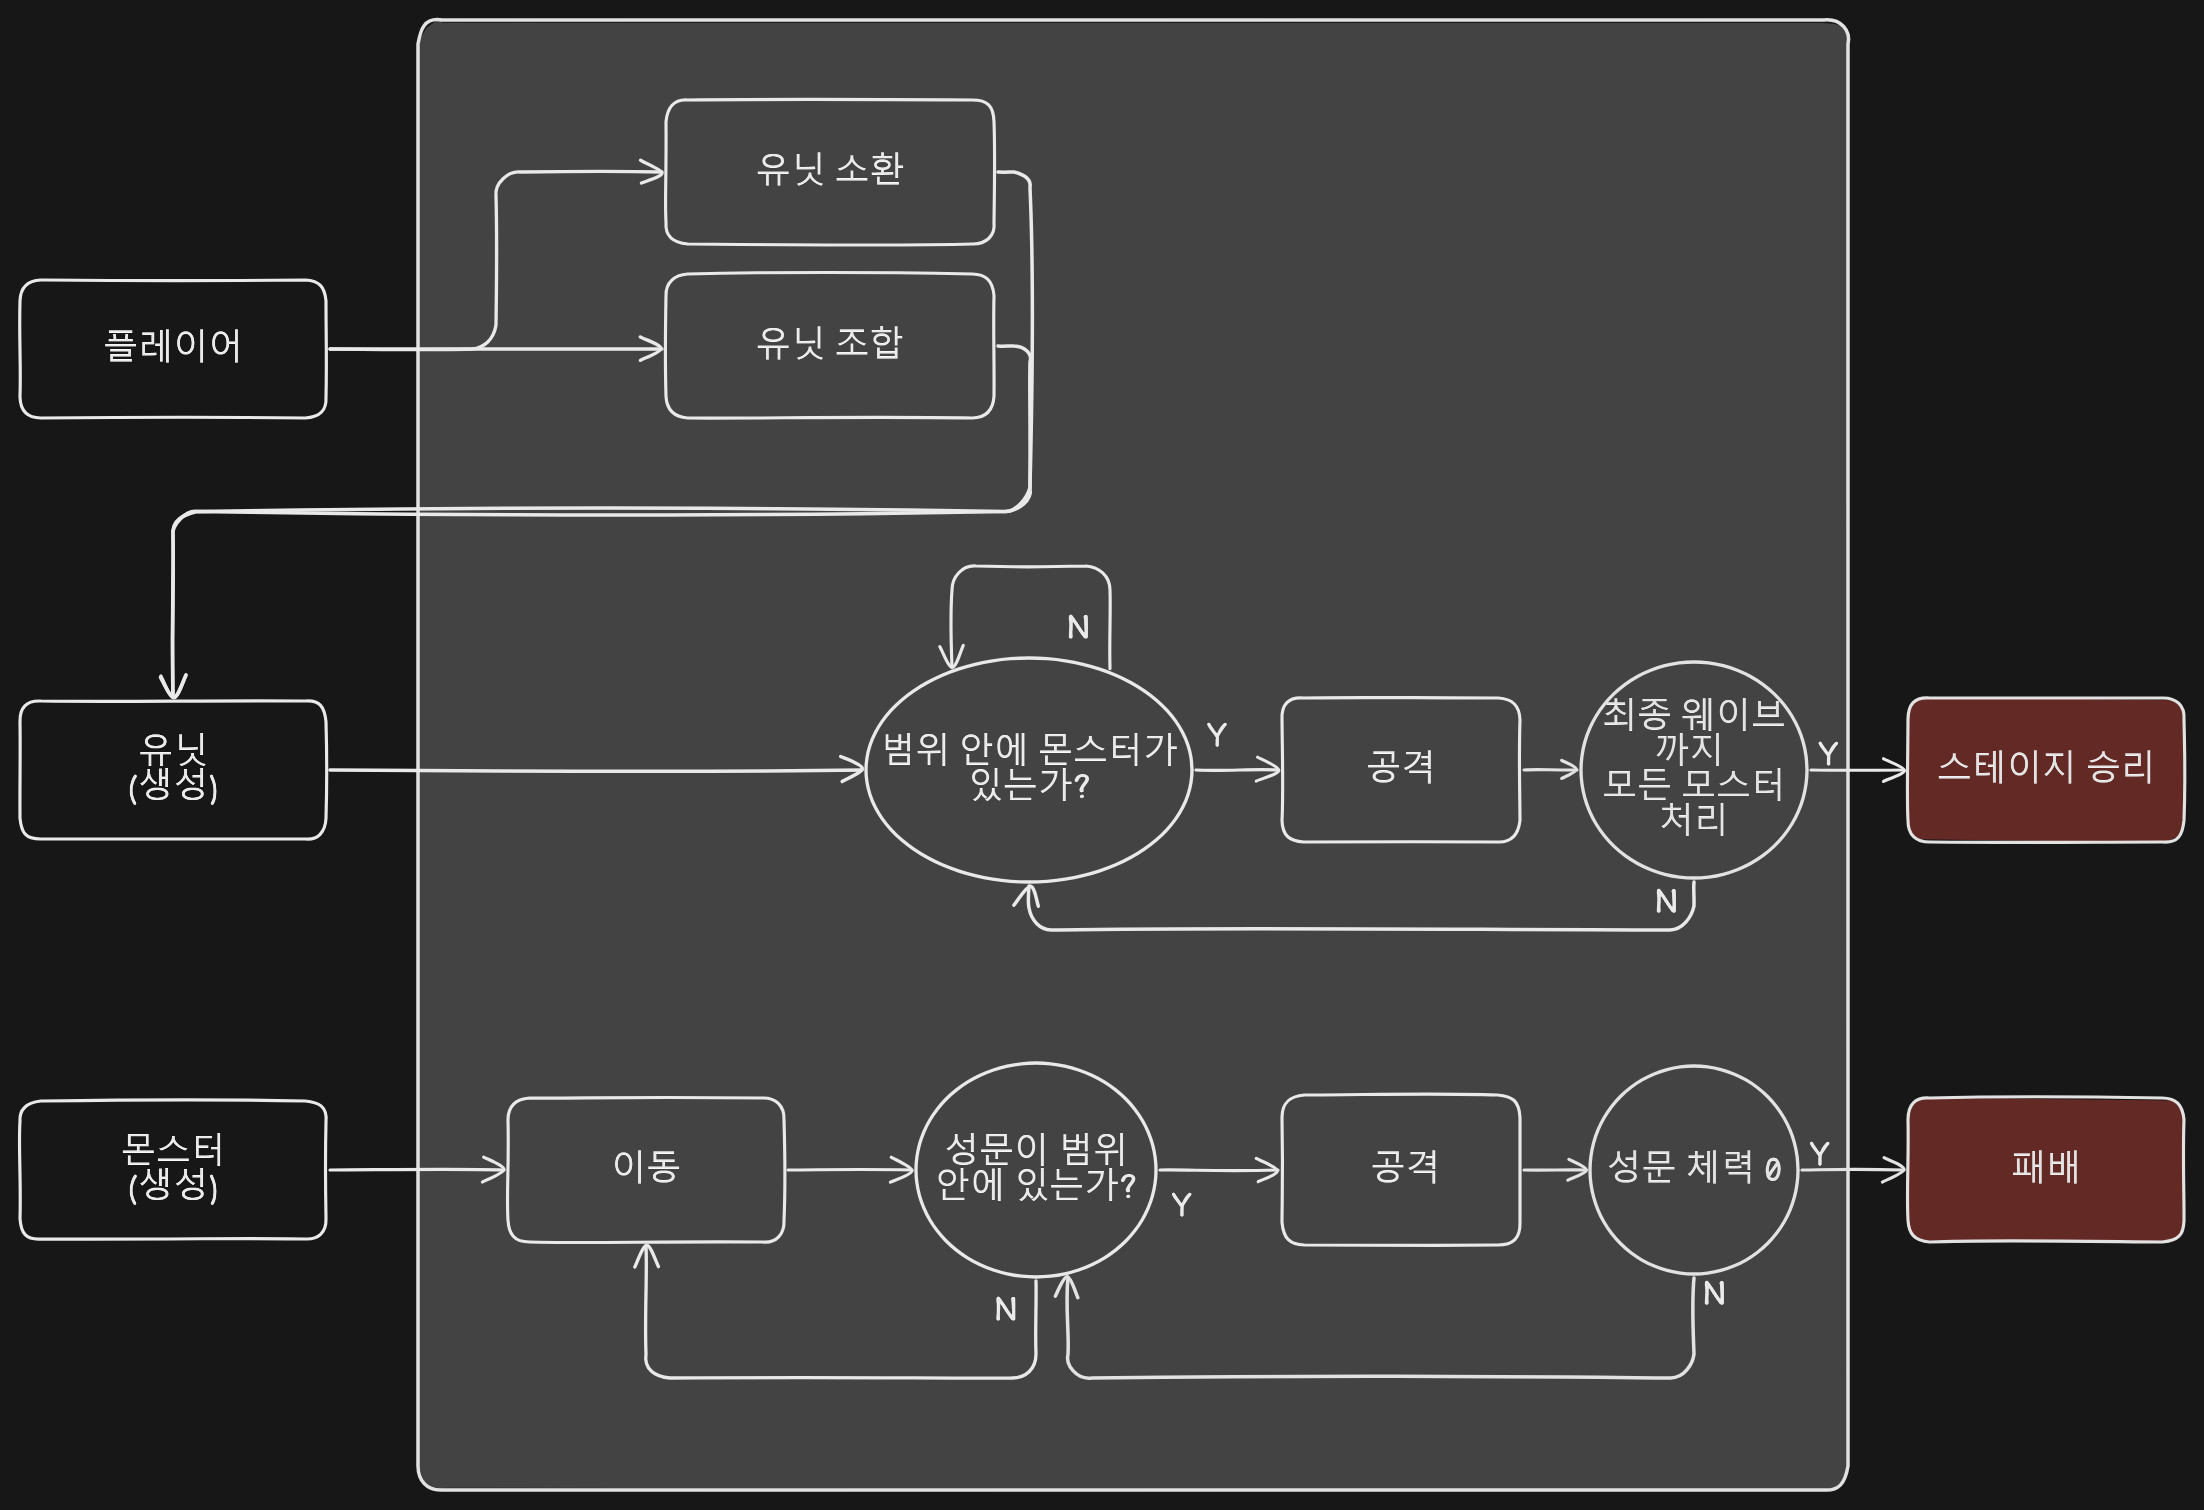 유닛 소환
플레이어
유닛 조합
N
유닛
(생성)
범위 안에 몬스터가
있는가?
Y
공격
최종 웨이브
까지
모든 모스터
처리
Y
스테이지 승리
N
몬스터
(생성)
이동
성문이 범위
안에 있는가?
Y
공격
성문 체력 0
Y
패배
N
N